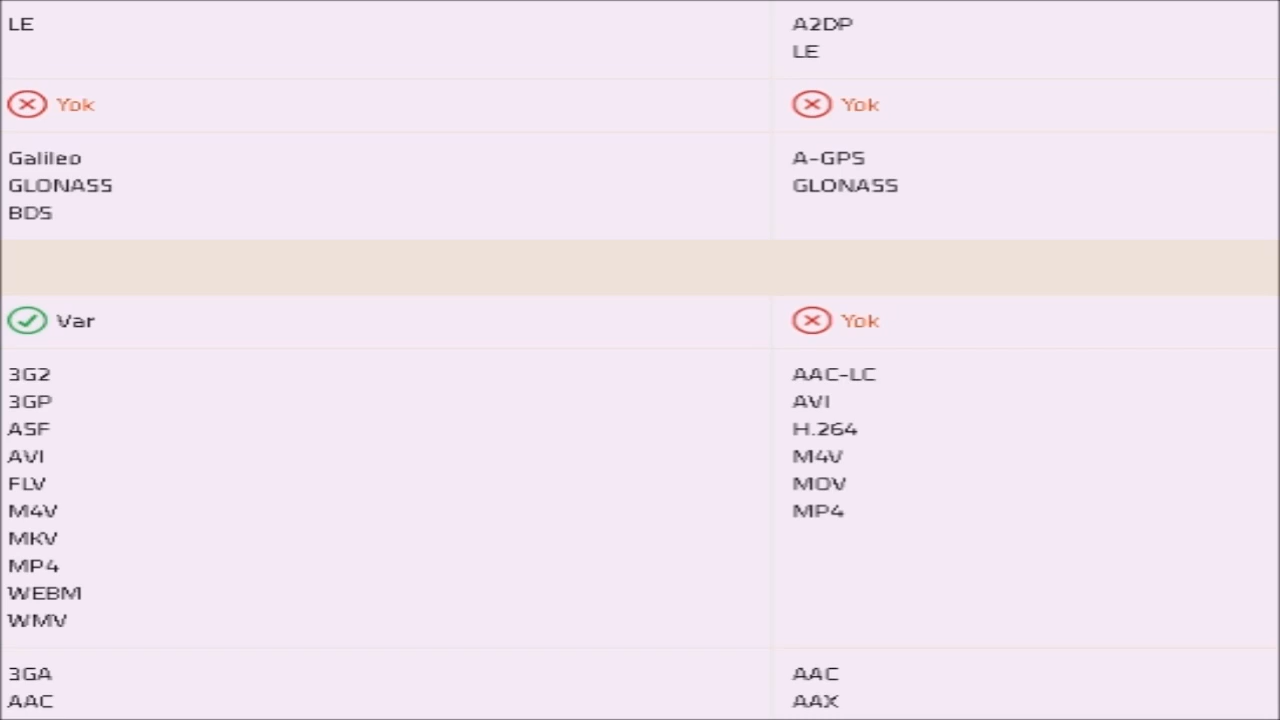 LE
A2DP
LE
Yok
Yok
Galileo
GLONASS
BDS
A-GPS
GLONASS
Var
Yok
3G2
3GP
ASF
AVI
FLV
M4V
MKV
MP4
WEBM
WMV
AAC-LC
AVI
H.264
M4V
MOV
MP4
3GA
AAC
AAC
AAX